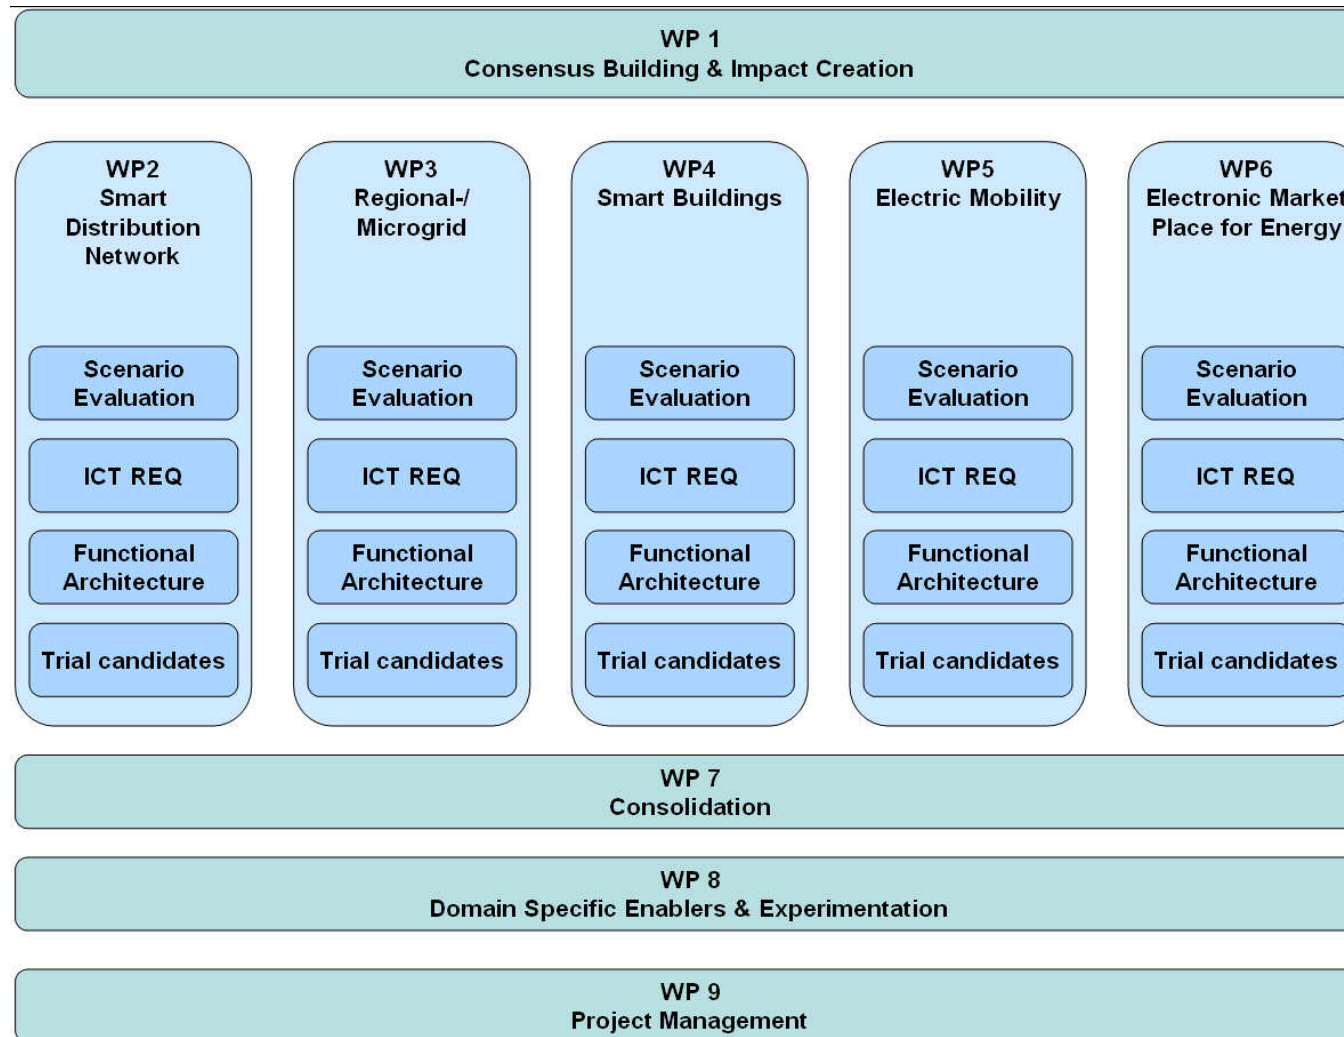 WP 1
Consensus Building & Impact Creation
WP2
Smart
Distribution
Network
Scenario
Evaluation
ICT REQ
Functional
Architecture
Trial candidates
WP3
Regional-/
Microgrid
Scenario
Evaluation
ICT REQ
Functional
Architecture
Trial candidates
WP4
Smart Buildings
Scenario
Evaluation
ICT REQ
Functional
Architecture
Trial candidates
WP5
Electric Mobility
Scenario
Evaluation
ICT REQ
Functional
Architecture
Trial candidates
WP6
Electronic Market
Place for Energy
Scenario
Evaluation
ICT REQ
Functional
Architecture
Trial candidates
WP 7
Consolidation
WP 8
Domain Specific Enablers & Experimentation
WP 9
Project Management